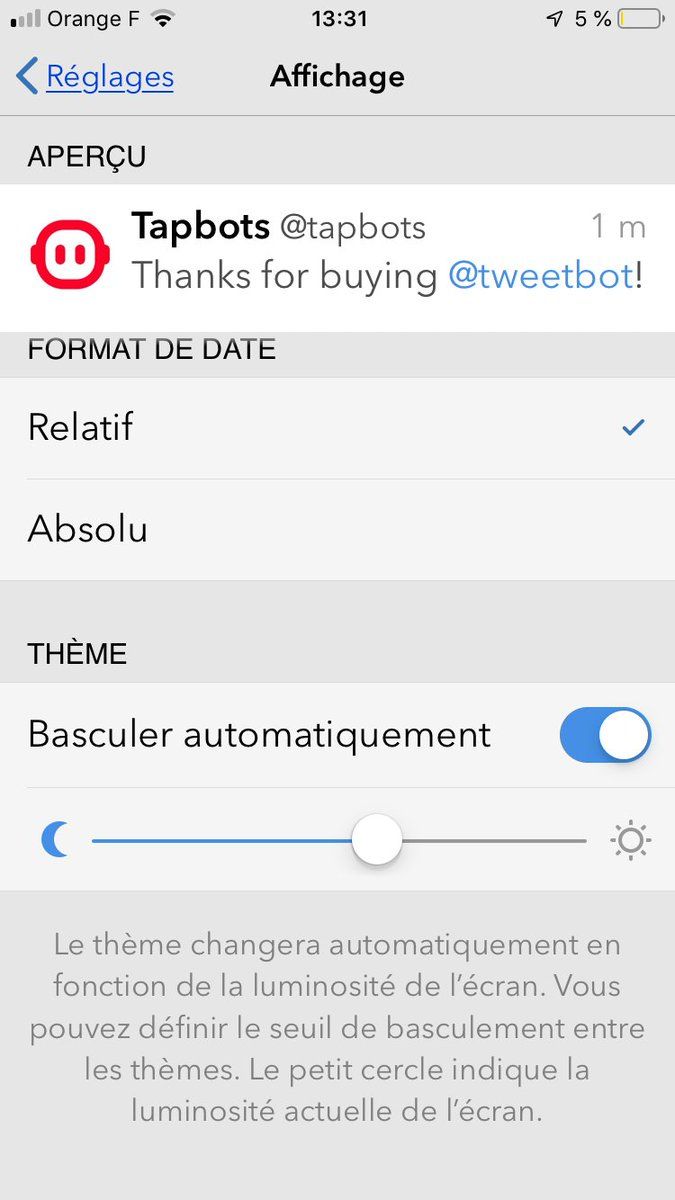 Orange F 13:31 5 %
Réglages Affichage
APERÇU
Tapbots @tapbots 1 m
Thanks for buying @tweetbot!
FORMAT DE DATE
Relatif
Absolu
THÈME
Basculer automatiquement
Le thème changera automatiquement en
fonction de la luminosité de l’écran. Vous
pouvez définir le seuil de basculement entre
les thèmes. Le petit cercle indique la
luminosité actuelle de l’écran.